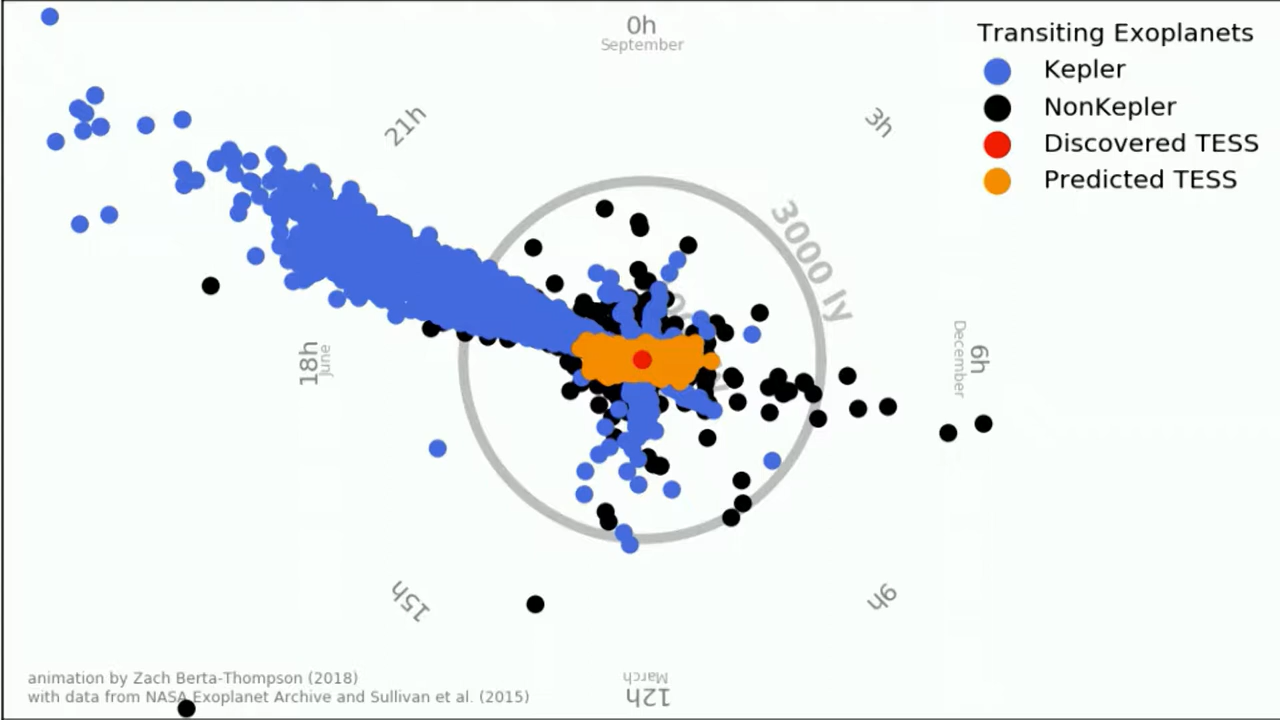 0h
September
Transiting Exoplanets
Kepler
NonKepler
Discovered TESS
Predicted TESS
21h
3h
3000 ly
18h
June
6h
December
15h
9h
March
12h
animation by Zach Berta-Thompson (2018)
with data from NASA Exoplanet Archive and Sullivan et al. (2015)